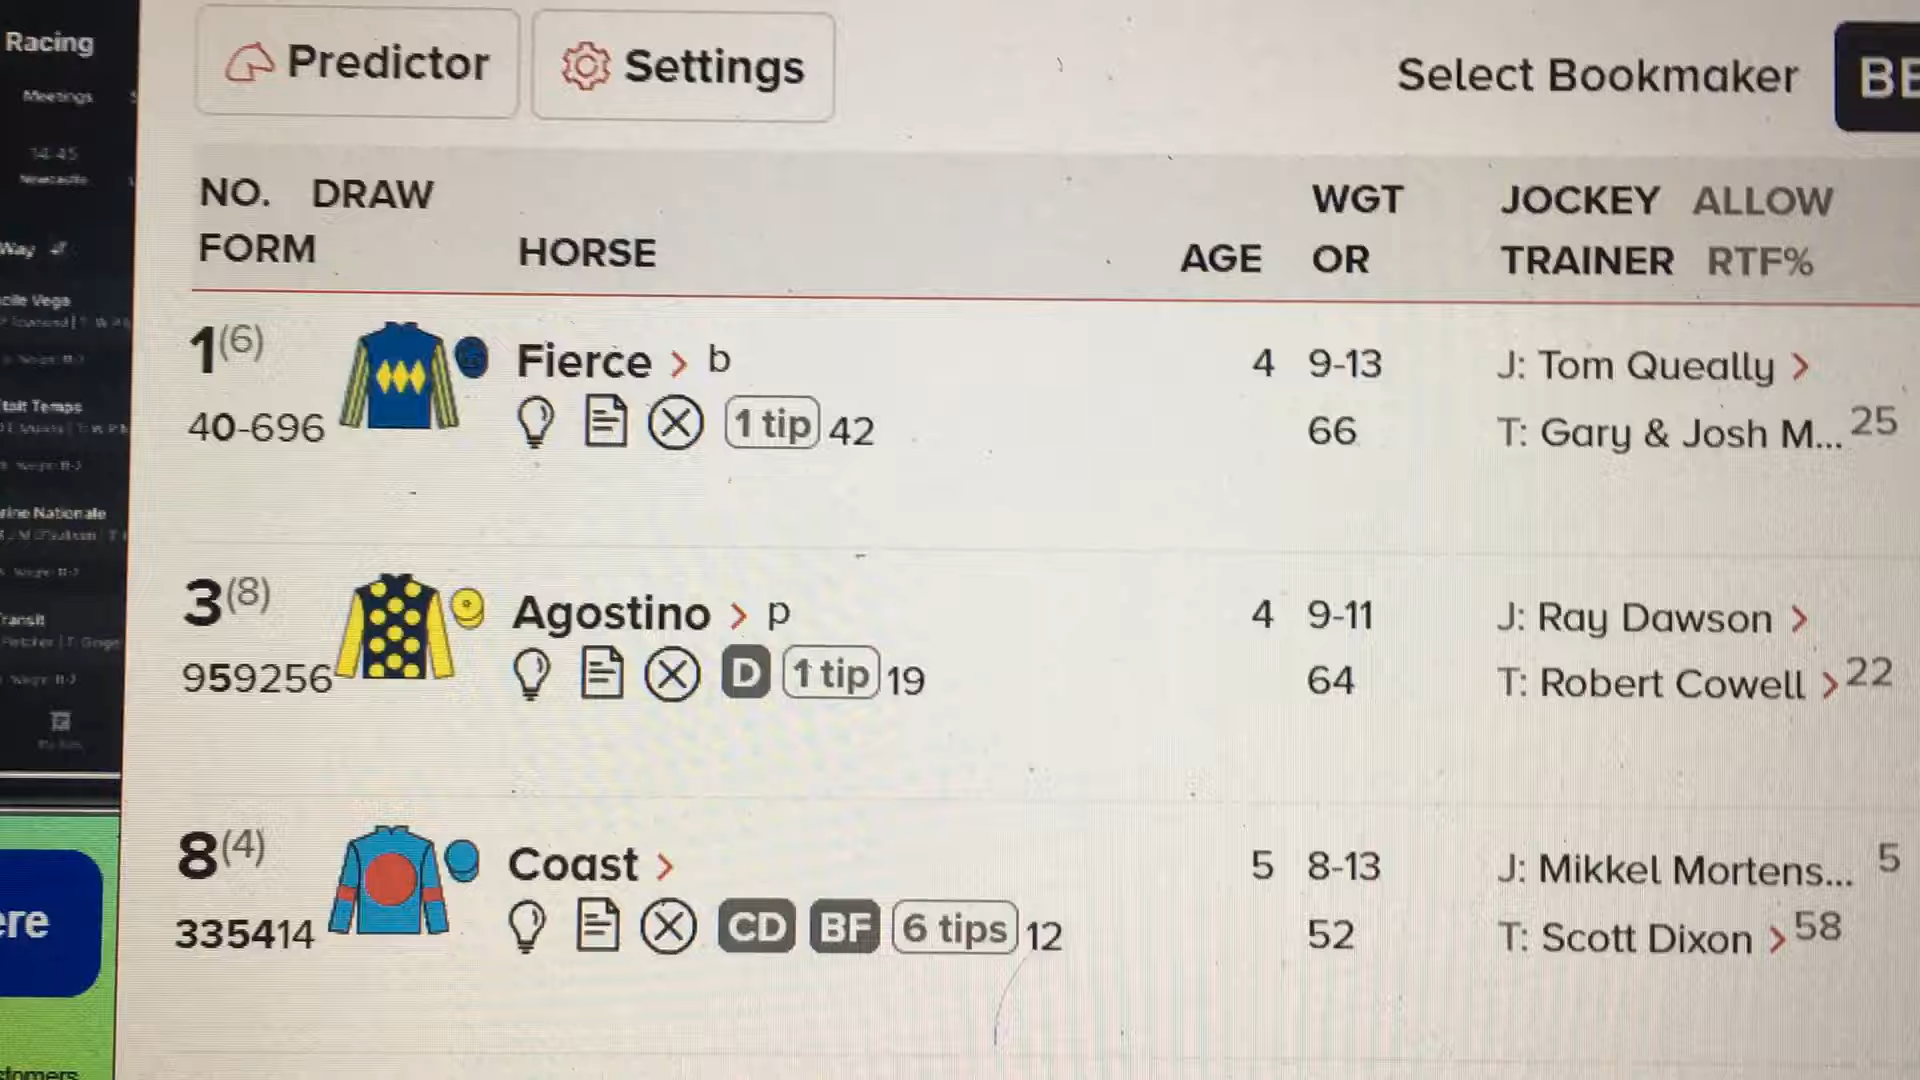 Racing
Meetings
14:45
Newcastle
Way
Predictor
Settings
Select Bookmaker
NO. DRAW
FORM
HORSE
AGE
WGT
OR
JOCKEY ALLOW
TRAINER RTF%
1(6)
Fierce > b
4 9-13
J: Tom Queally >
40-696
1 tip 42
66
T: Gary & Josh M... 25
3(8)
Agostino > p
4 9-11
J: Ray Dawson >
959256
D 1 tip 19
64
T: Robert Cowell > 22
8(4)
Coast >
5 8-13
J: Mikkel Mortens... 5
335414
CD BF 6 tips 12
52
T: Scott Dixon > 58